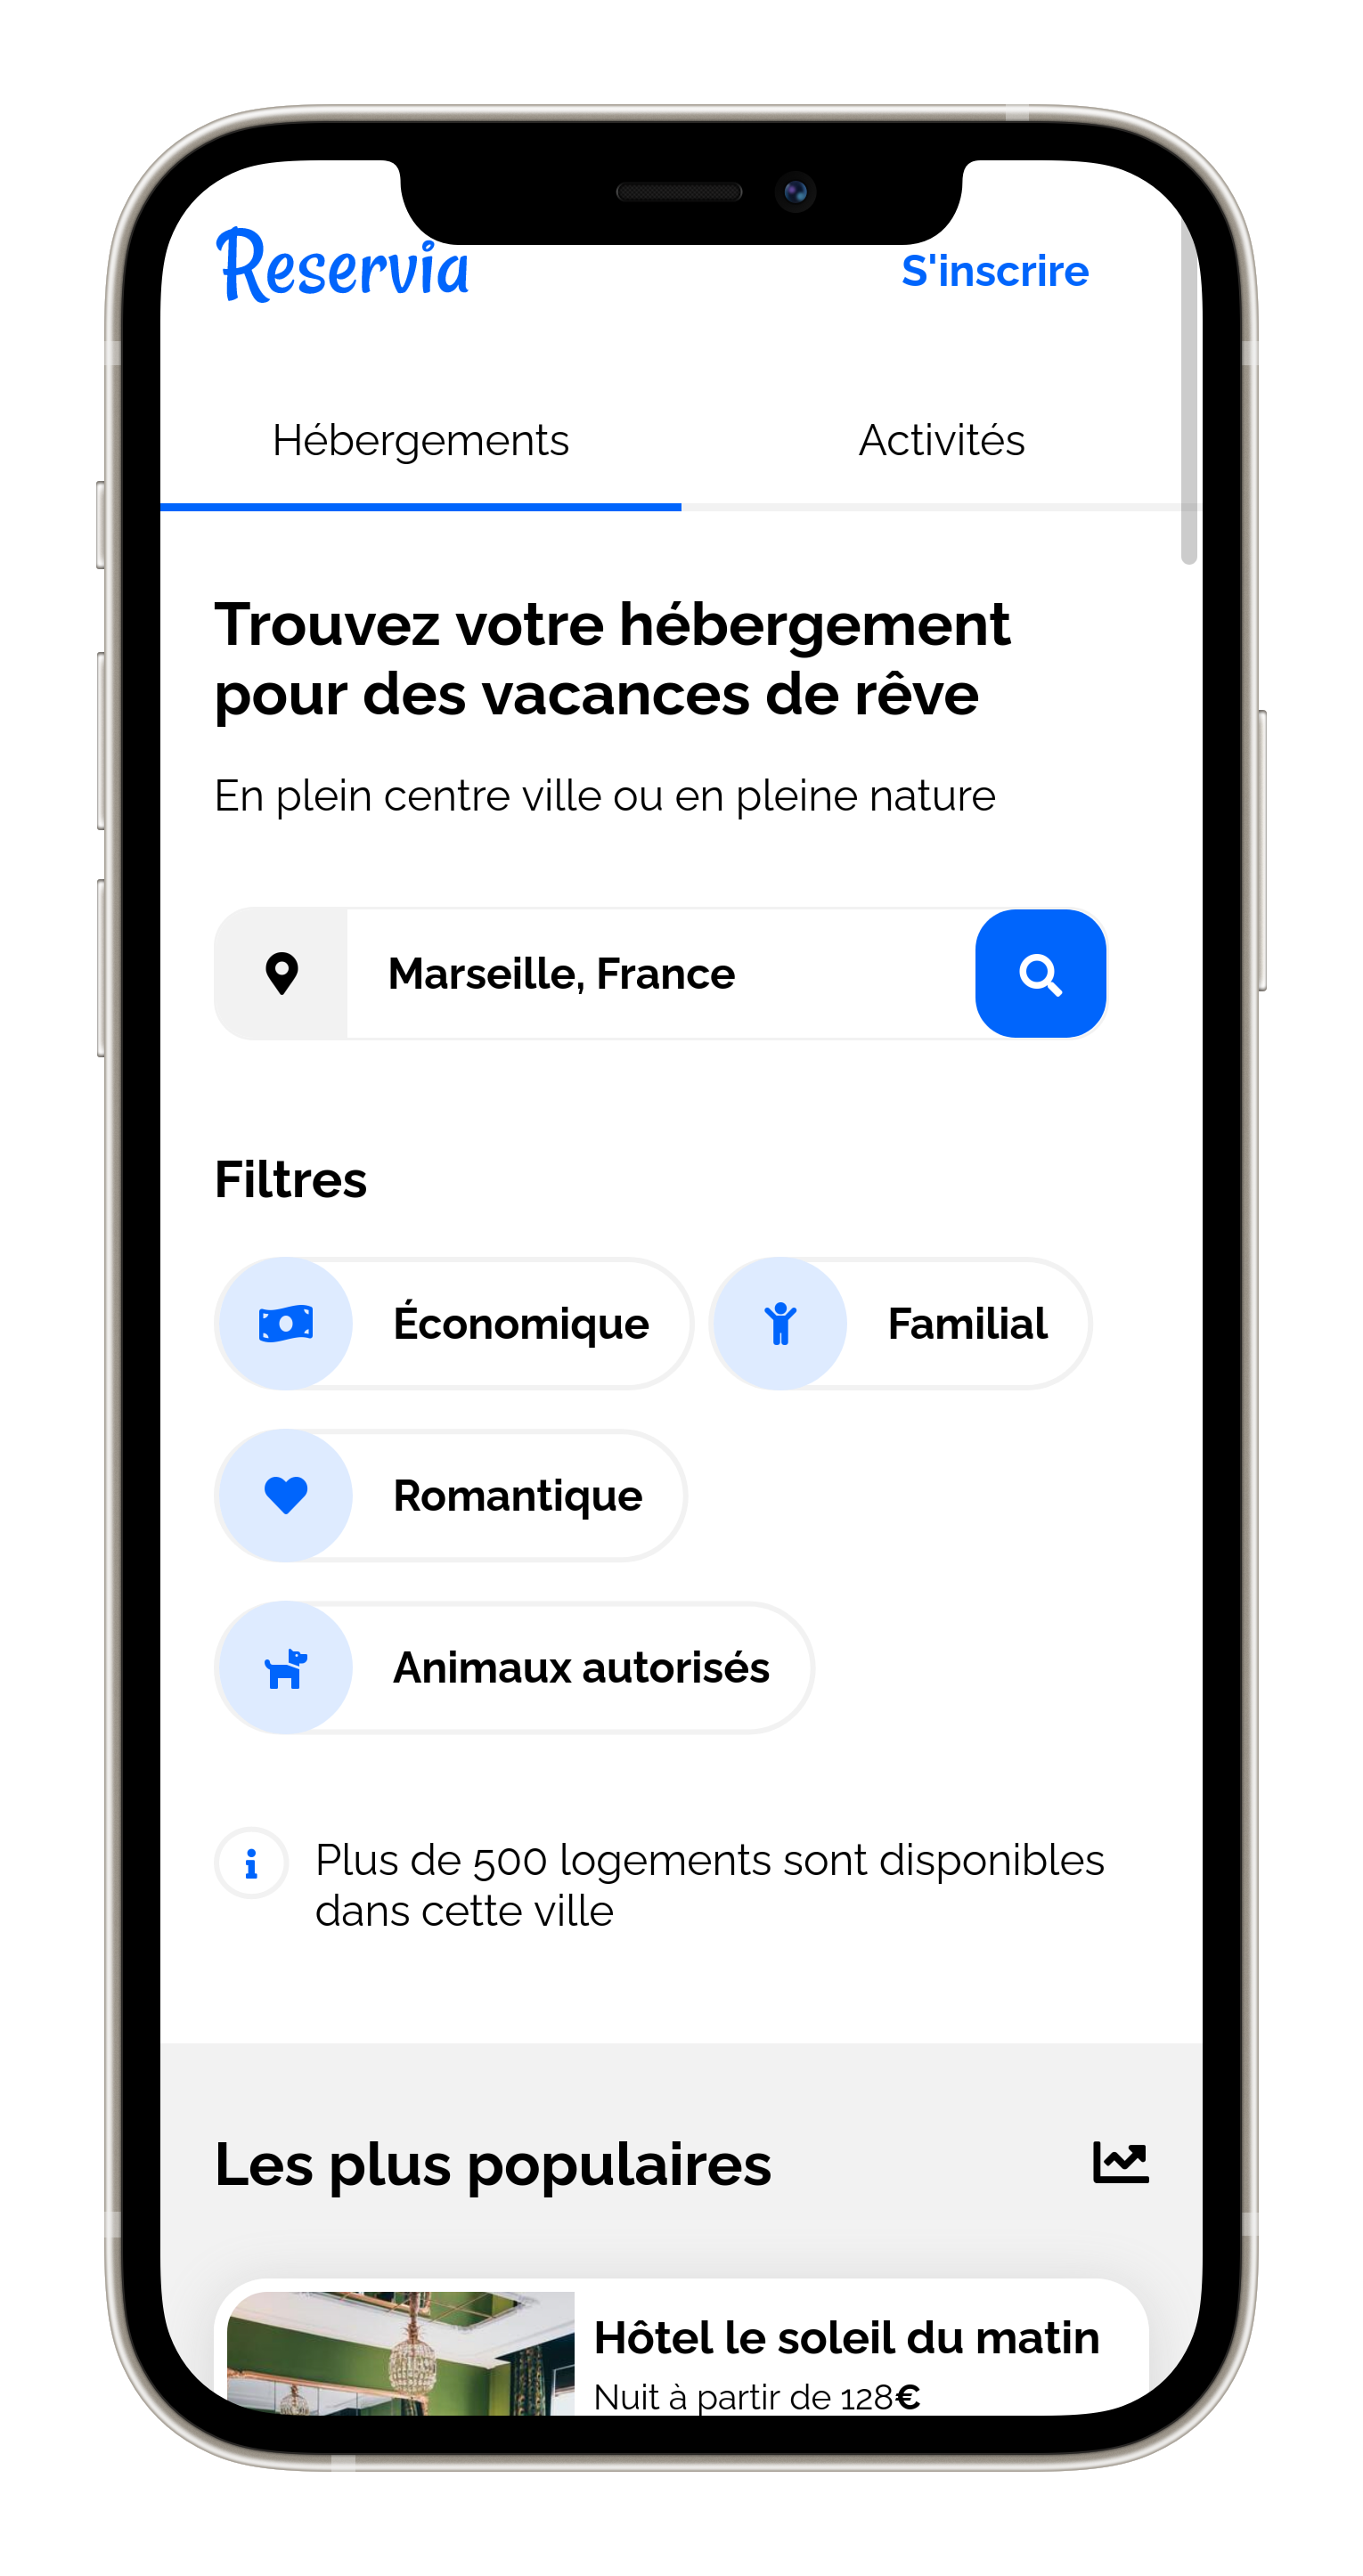 Reservia
S'inscrire
Hébergements
Activités
Trouvez votre hébergement
pour des vacances de rêve
En plein centre ville ou en pleine nature
Marseille, France
Filtres
Économique
Familial
Romantique
Animaux autorisés
Plus de 500 logements sont disponibles
dans cette ville
Les plus populaires
Hôtel le soleil du matin
Nuit à partir de 128€